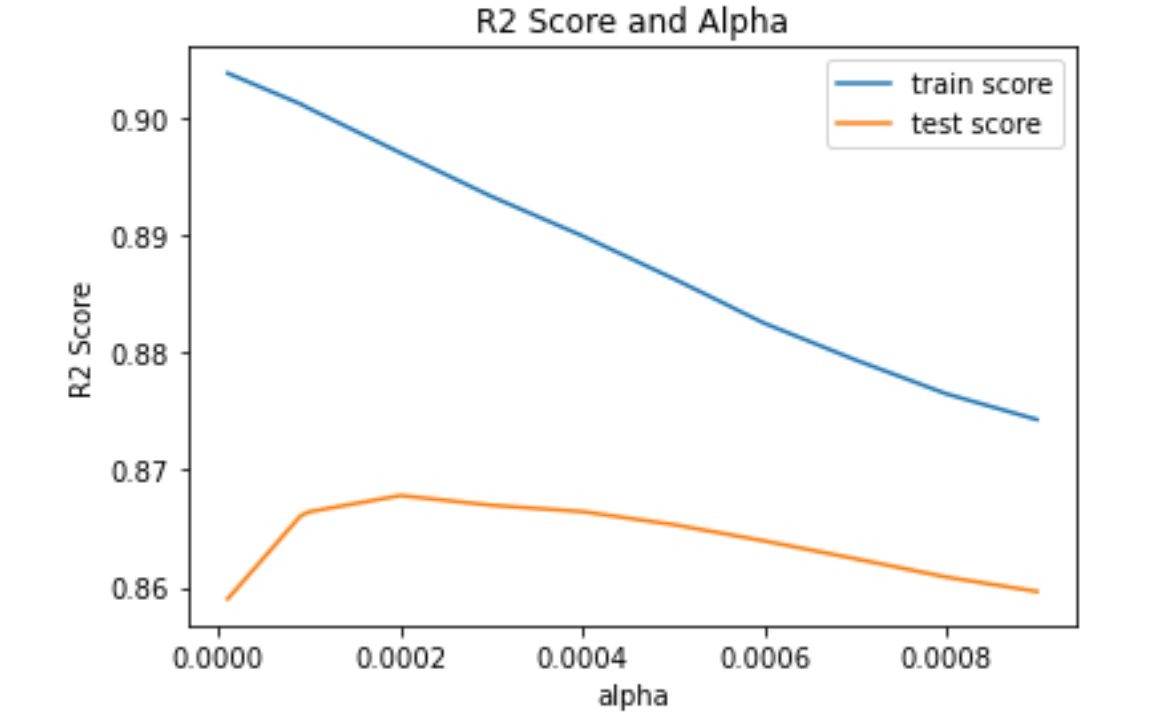 R2 Score and Alpha
train score
test score
0.90
0.89
0.88
0.87
0.86
R2 Score
0.0000 0.0002 0.0004 0.0006 0.0008
alpha